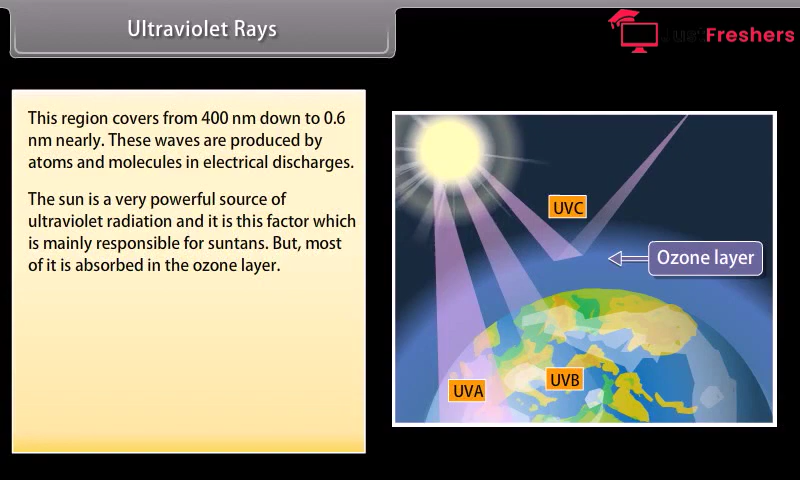 Ultraviolet Rays
Just Freshers
This region covers from 400 nm down to 0.6
nm nearly. These waves are produced by
atoms and molecules in electrical discharges.
The sun is a very powerful source of
ultraviolet radiation and it is this factor which
is mainly responsible for suntans. But, most
of it is absorbed in the ozone layer.
UVC
Ozone layer
UVB
UVA